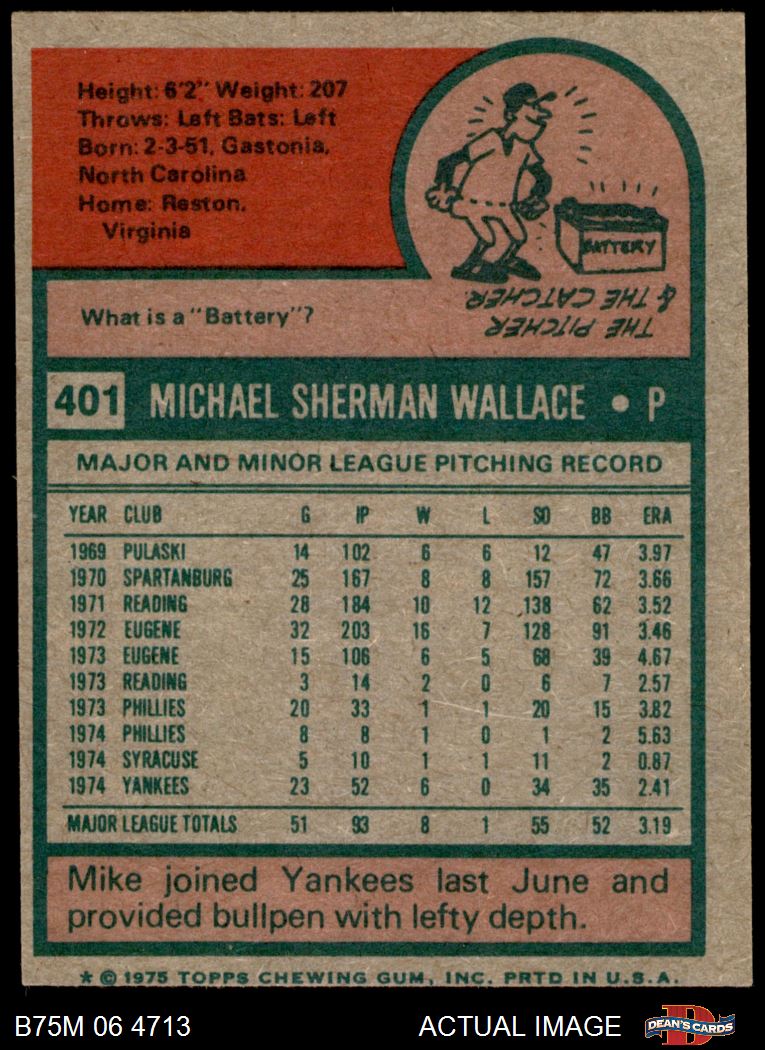 Height: 6'2" Weight: 207
Throws: Left Bats: Left
Born: 2-3-51, Gastonia,
North Carolina
Home: Reston,
Virginia
BATTERY
THE PITCHER
& THE CATCHER
What is a "Battery"?
401 MICHAEL SHERMAN WALLACE • P
MAJOR AND MINOR LEAGUE PITCHING RECORD
YEAR CLUB G IP W L SO BB ERA
1969 PULASKI 14 102 6 6 12 47 3.97
1970 SPARTANBURG 25 167 8 8 157 72 3.66
1971 READING 28 184 10 12 138 62 3.52
1972 EUGENE 32 203 16 7 128 91 3.46
1973 EUGENE 15 106 6 5 68 39 4.67
1973 READING 3 14 2 0 6 7 2.57
1973 PHILLIES 20 33 1 1 20 15 3.82
1974 PHILLIES 8 8 1 0 1 2 5.63
1974 SYRACUSE 5 10 1 1 11 2 0.87
1974 YANKEES 23 52 6 0 34 35 2.41
MAJOR LEAGUE TOTALS 51 93 8 1 55 52 3.19
Mike joined Yankees last June and
provided bullpen with lefty depth.
* © 1975 TOPPS CHEWING GUM, INC. PRTD IN U.S.A.
B75M 06 4713 ACTUAL IMAGE DEAN'S CARDS